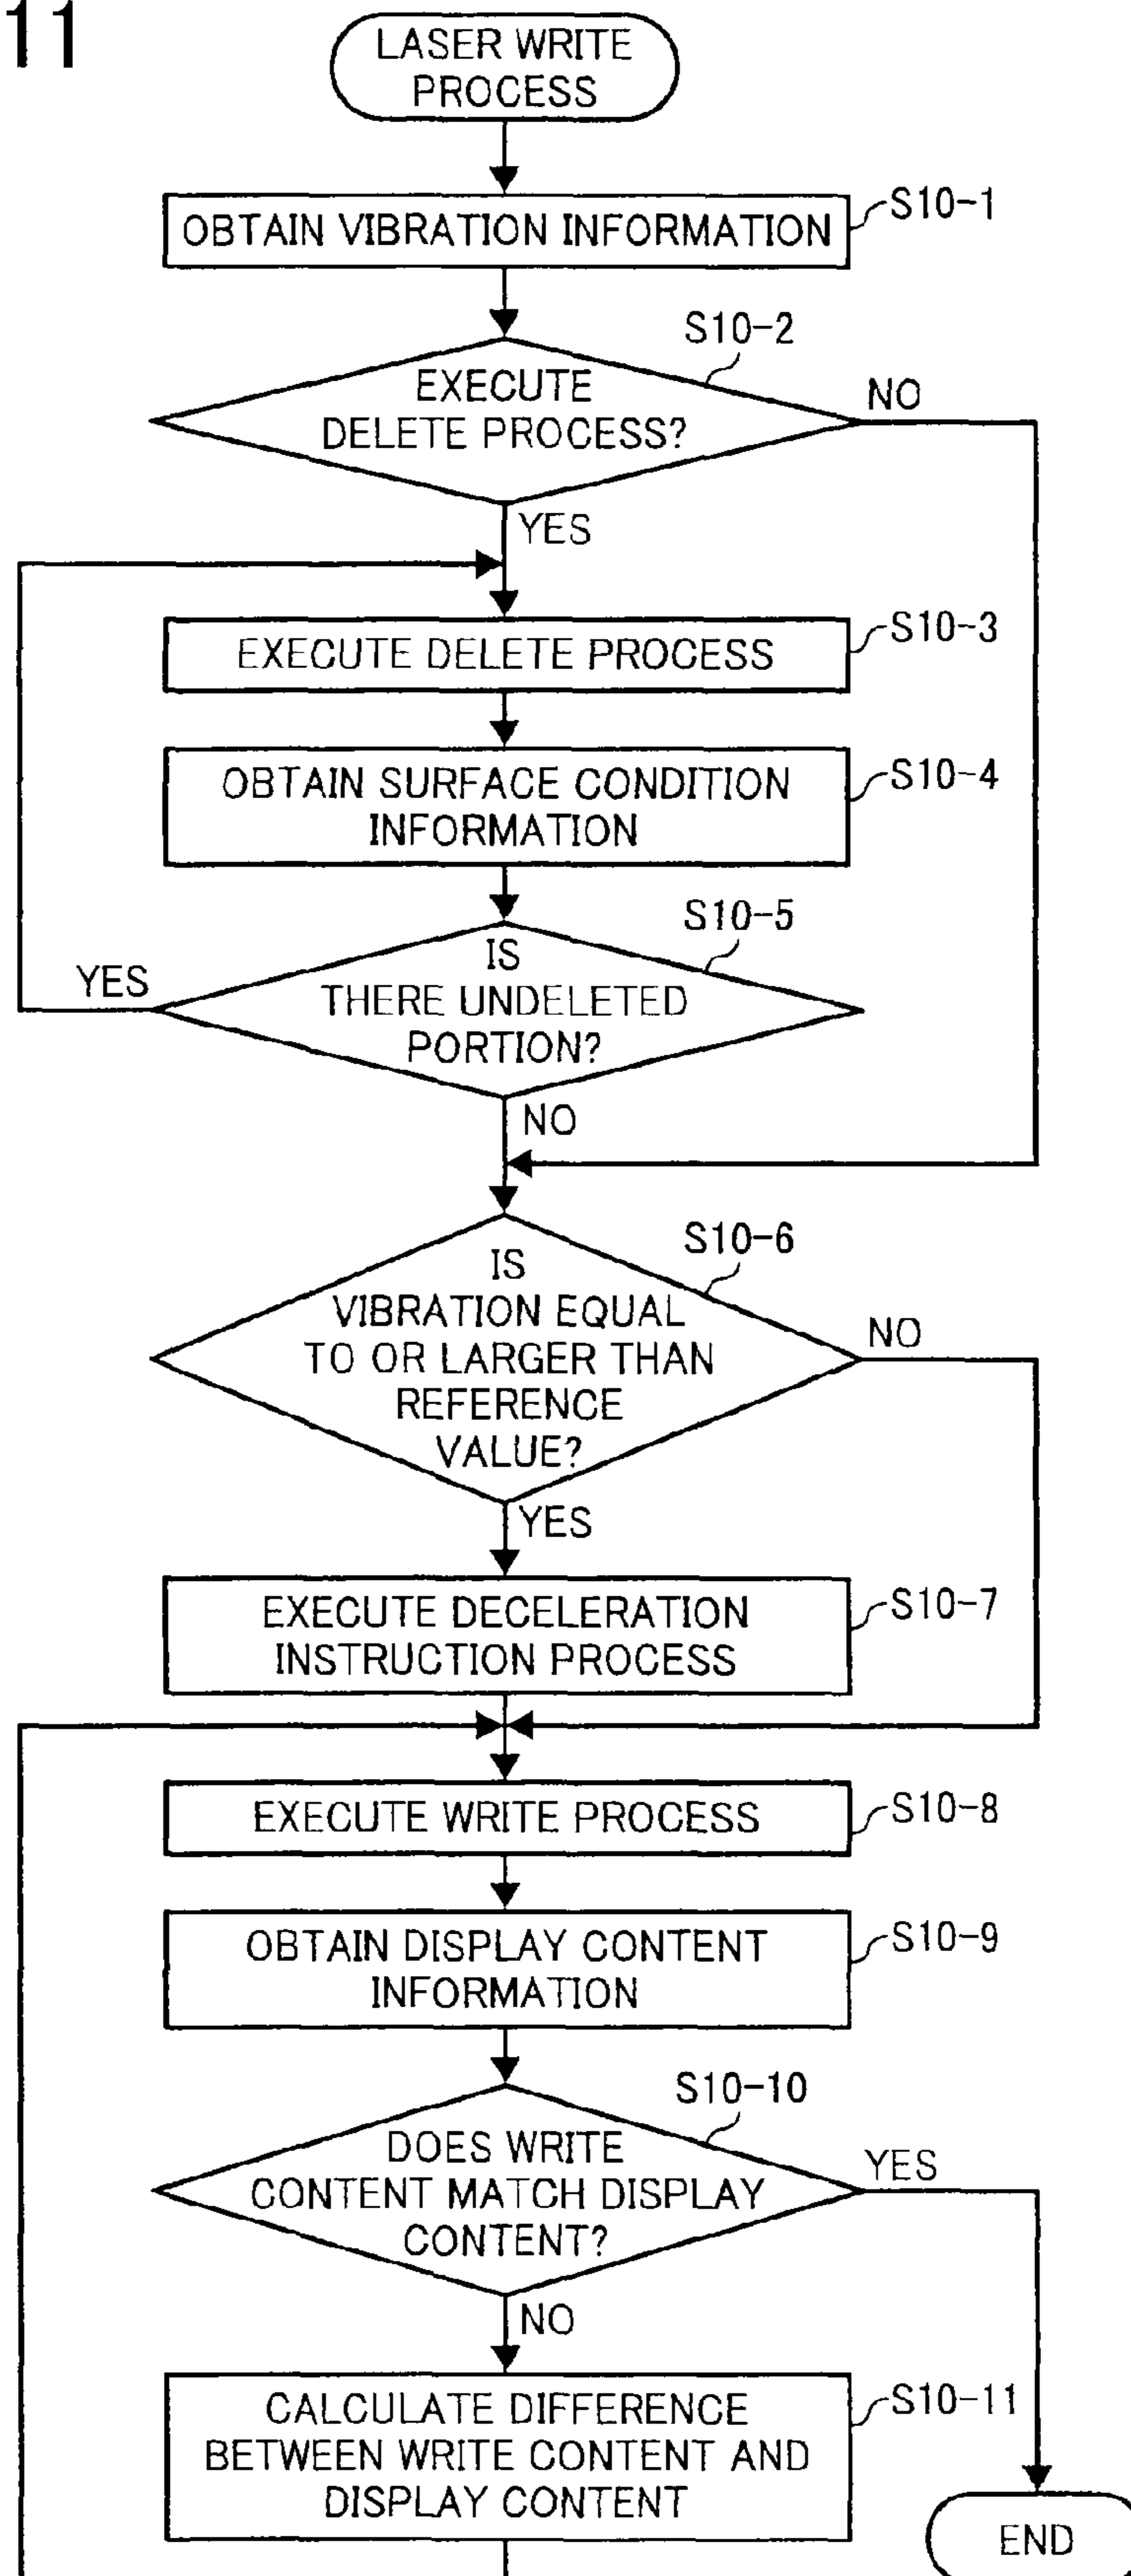 11
LASER WRITE
PROCESS
OBTAIN VIBRATION INFORMATION
S10-1
S10-2
EXECUTE
DELETE PROCESS?
NO
YES
EXECUTE DELETE PROCESS
S10-3
OBTAIN SURFACE CONDITION
INFORMATION
S10-4
S10-5
IS
THERE UNDELETED
PORTION?
YES
NO
S10-6
IS
VIBRATION EQUAL
TO OR LARGER THAN
REFERENCE
VALUE?
NO
YES
EXECUTE DECELERATION
INSTRUCTION PROCESS
S10-7
EXECUTE WRITE PROCESS
S10-8
OBTAIN DISPLAY CONTENT
INFORMATION
S10-9
S10-10
DOES WRITE
CONTENT MATCH DISPLAY
CONTENT?
YES
NO
CALCULATE DIFFERENCE
BETWEEN WRITE CONTENT AND
DISPLAY CONTENT
S10-11
END